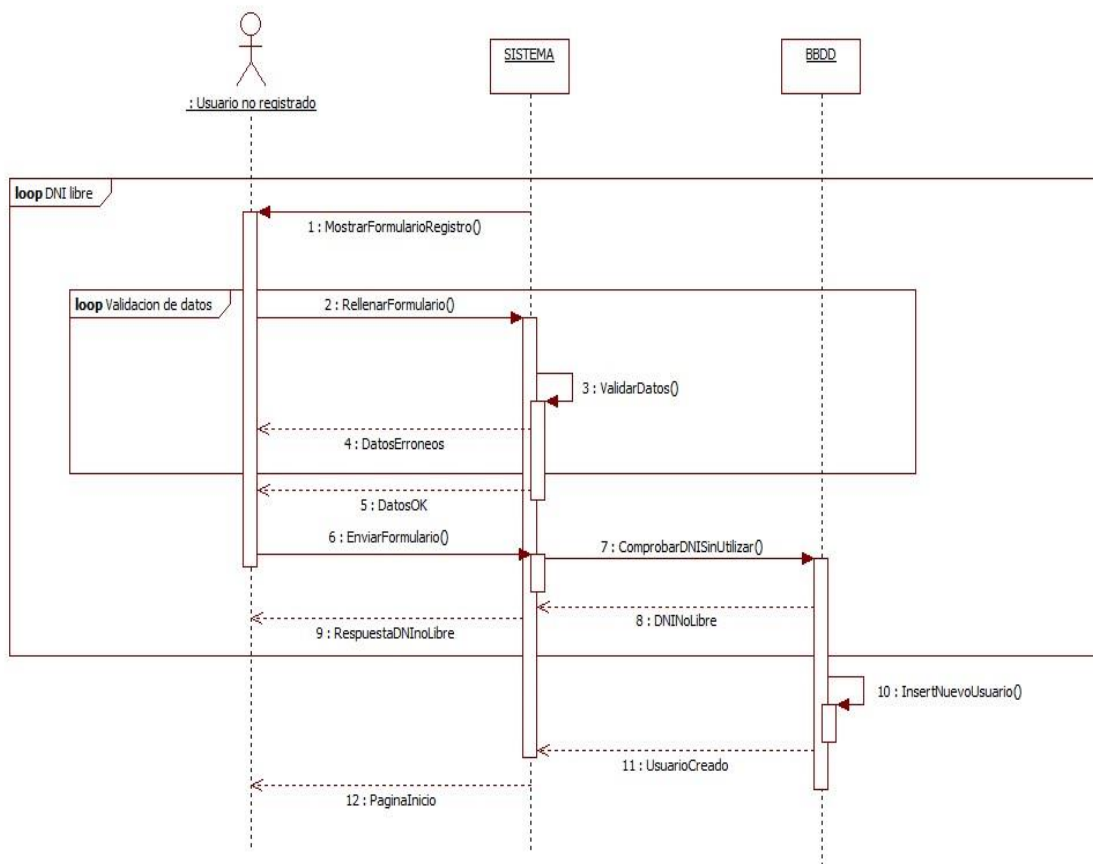 SISTEMA
BBDD
: Usuario no registrado
loop DNI libre
1 : MostrarFormularioRegistro()
loop Validacion de datos
2 : RellenarFormulario()
3 : ValidarDatos()
4 : DatosErroneos
5 : DatosOK
6 : EnviarFormulario()
7 : ComprobarDNISinUtilizar()
8 : DNINoLibre
9 : RespuestaDNInoLibre
10 : InsertNuevoUsuario()
11 : UsuarioCreado
12 : PaginaInicio